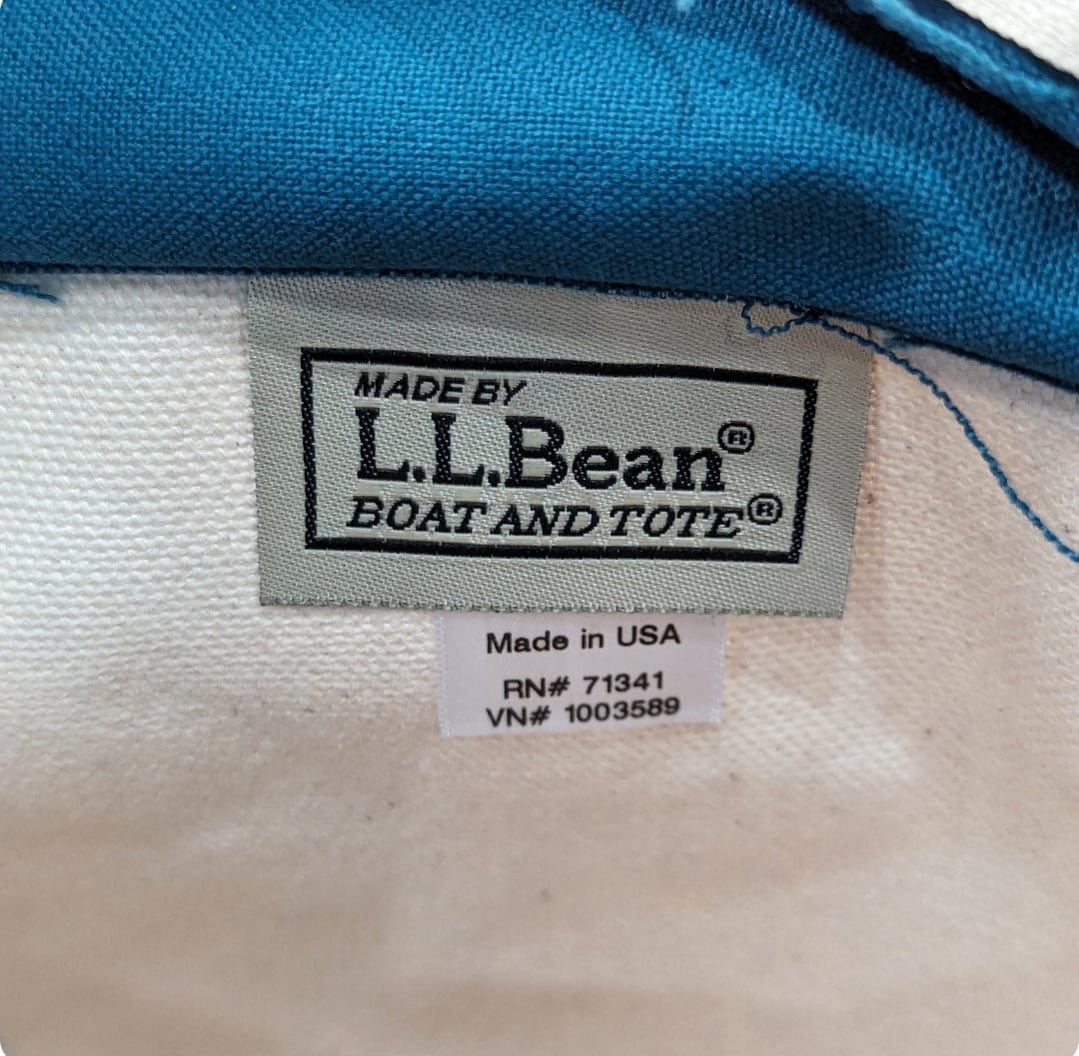 MADE BY
L.L.Bean®
BOAT AND TOTE®
Made in USA
RN# 71341
VN# 1003589